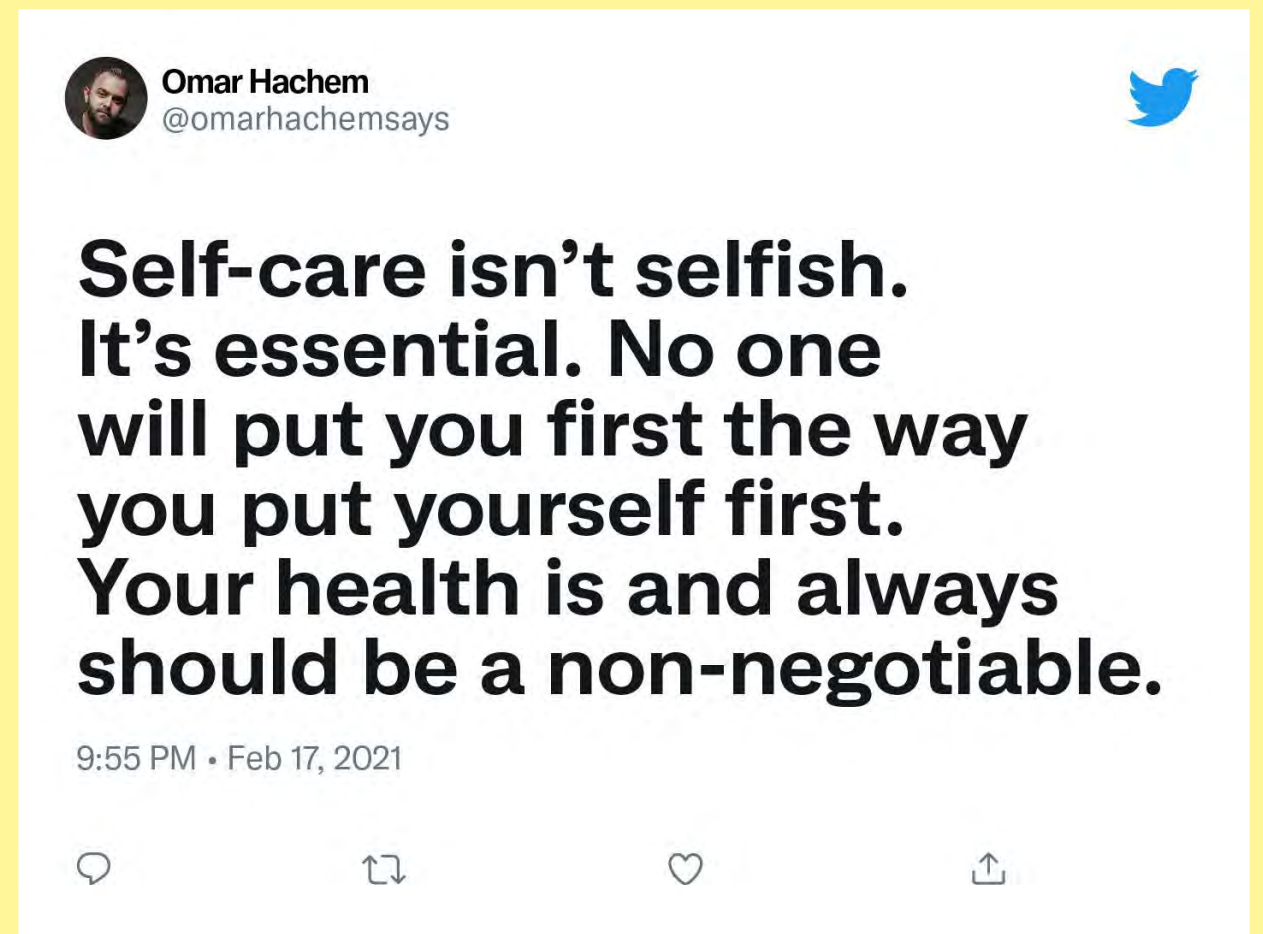 Omar Hachem
@omarhachemsays
Self-care isn’t selfish.
It’s essential. No one
will put you first the way
you put yourself first.
Your health is and always
should be a non-negotiable.
9:55 PM • Feb 17, 2021